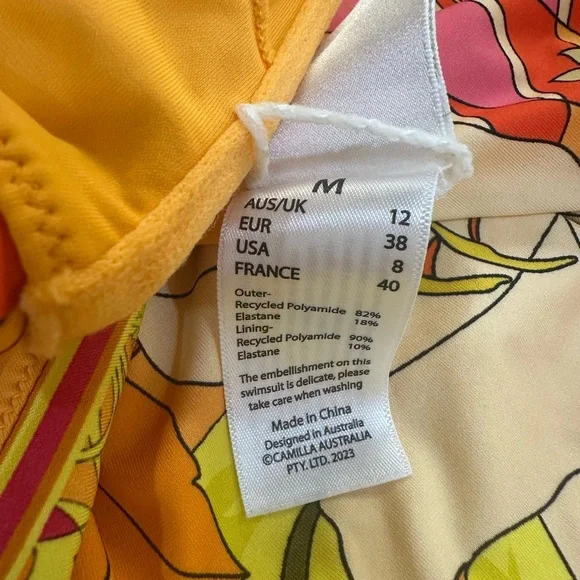 M
AUS/UK 12
EUR 38
USA 8
FRANCE 40
Outer-
Recycled Polyamide 82%
Elastane 18%
Lining-
Recycled Polyamide 90%
Elastane 10%
The embellishment on this
swimsuit is delicate, please
take care when washing
Made in China
Designed in Australia
©CAMILLA AUSTRALIA
PTY. LTD. 2023